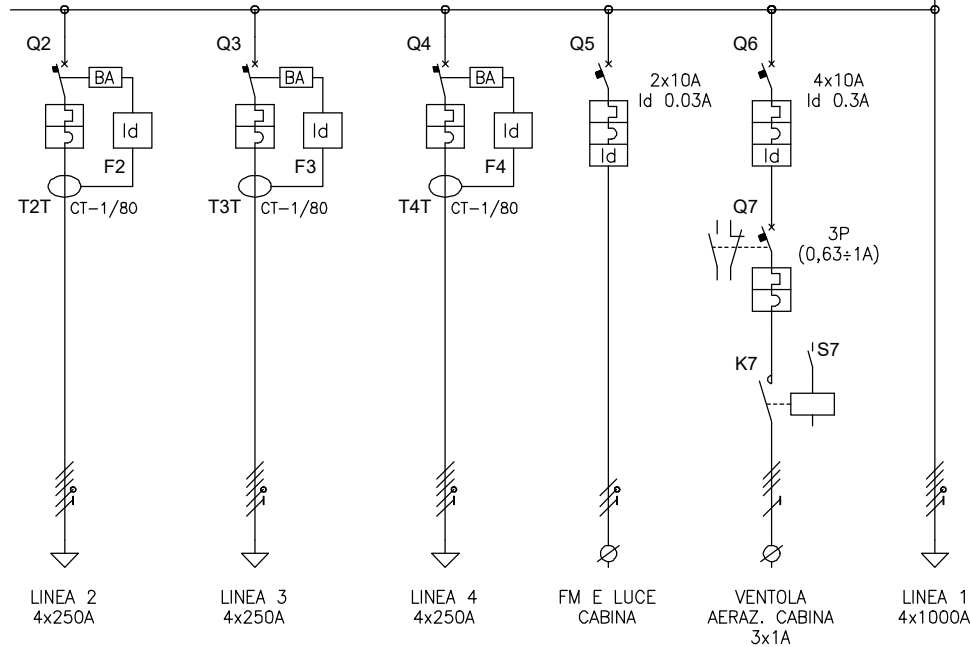 Q2
Q3
Q4
Q5
Q6
BA
BA
BA
2x10A
Id 0.03A
4x10A
Id 0.3A
Id
Id
Id
Id
Id
F2
F3
F4
T2T
CT-1/80
T3T
CT-1/80
T4T
CT-1/80
Q7
3P
(0,63÷1A)
K7
S7
LINEA 2
4x250A
LINEA 3
4x250A
LINEA 4
4x250A
FM E LUCE
CABINA
VENTOLA
AERAZ. CABINA
3x1A
LINEA 1
4x1000A